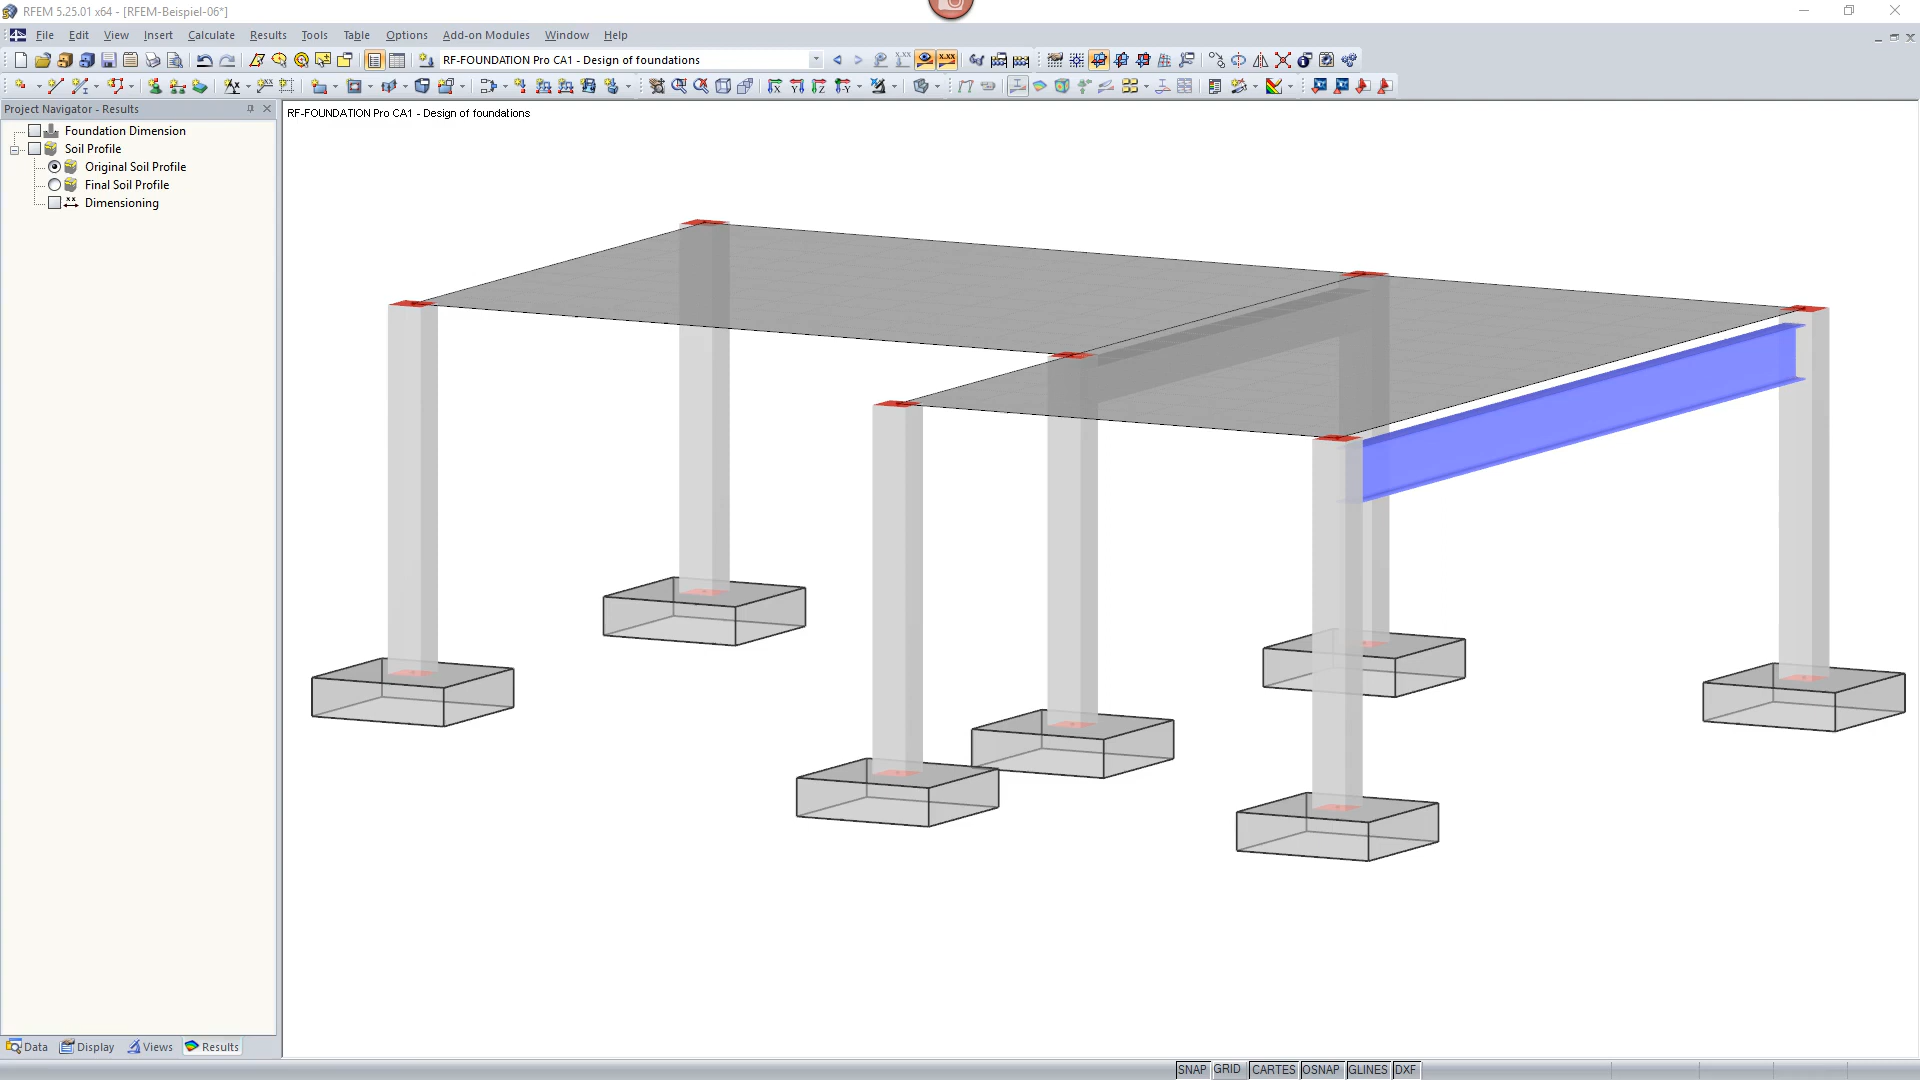 RFEM 5.25.01 x64 - [RFEM-Beispiel-06*]
File Edit View Insert Calculate Results Tools Table Options Add-on Modules Window Help
RF-FOUNDATION Pro CA1 - Design of foundations
Project Navigator - Results
RF-FOUNDATION Pro CA1 - Design of foundations
Foundation Dimension
Soil Profile
Original Soil Profile
Final Soil Profile
Dimensioning
Data Display Views Results
SNAP GRID CARTES OSNAP GLINES DXF